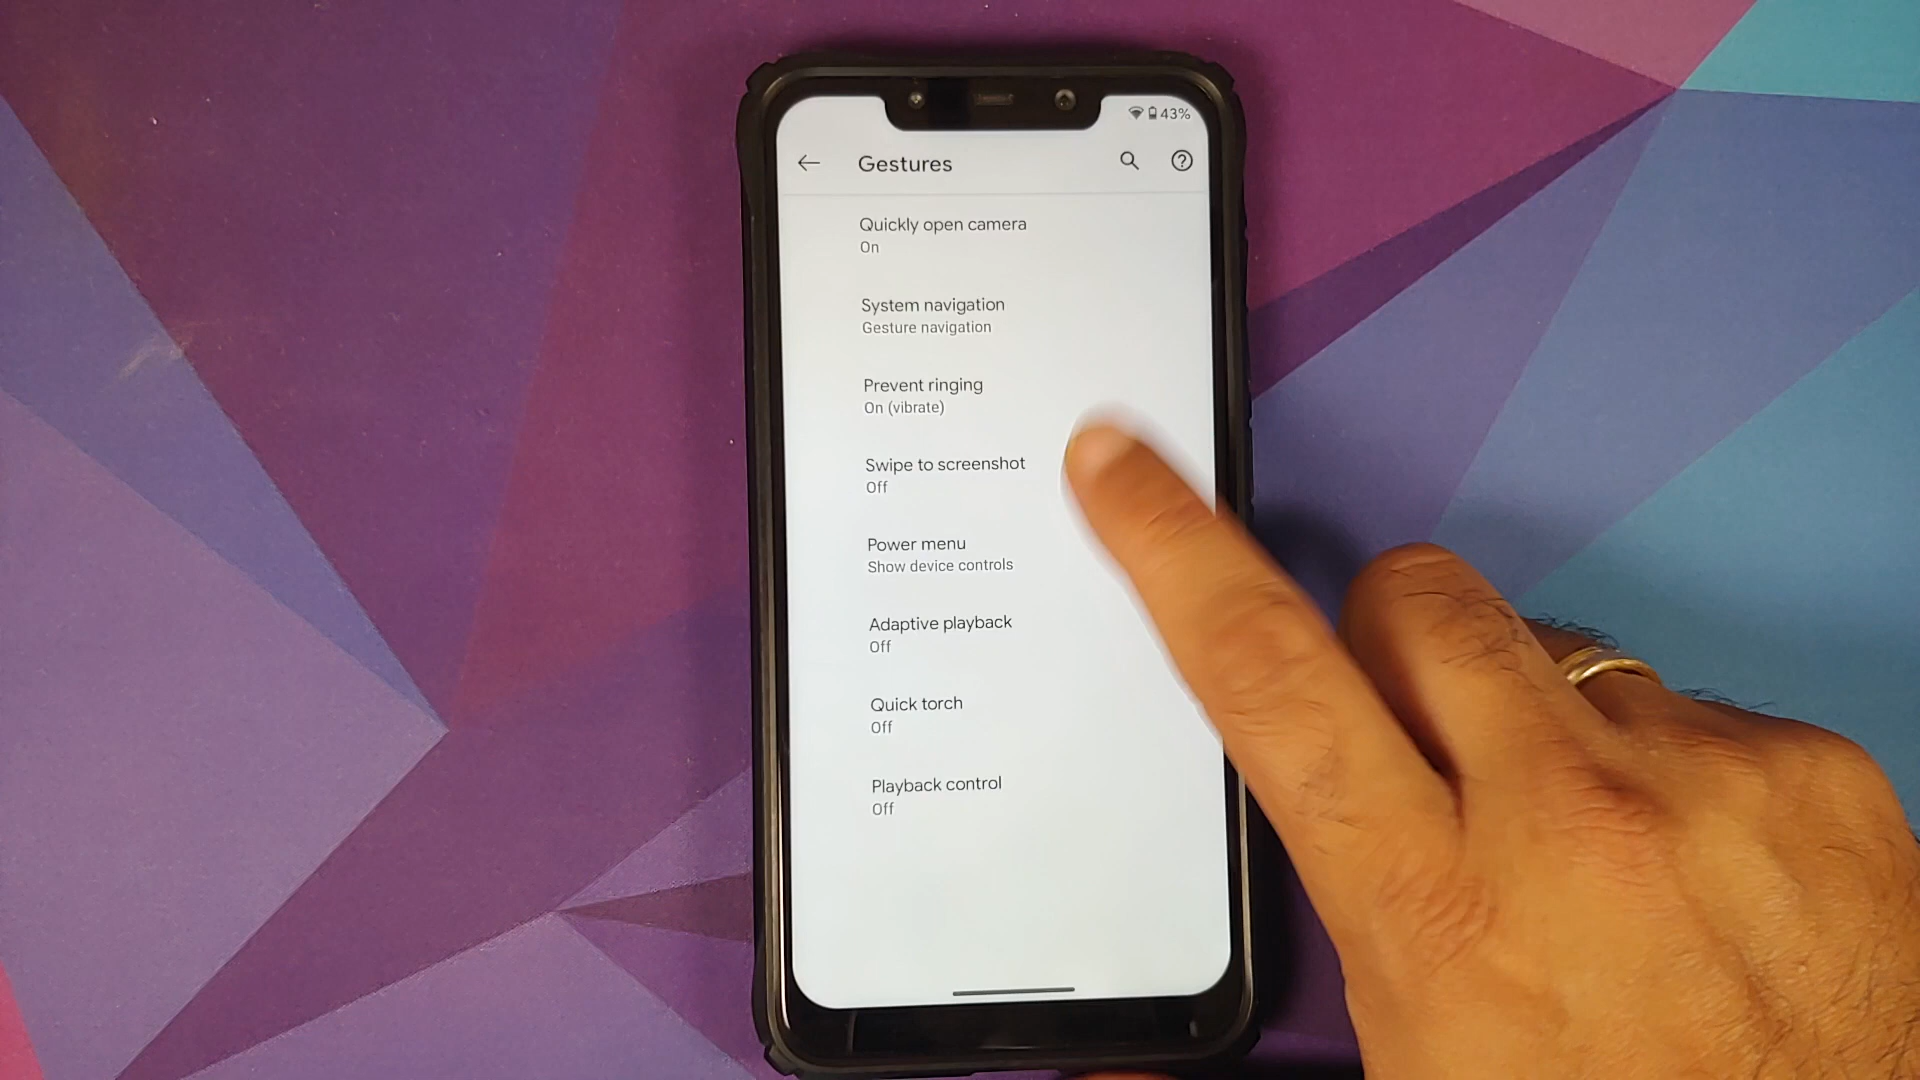 43%
Gestures
Quickly open camera
On
System navigation
Gesture navigation
Prevent ringing
On (vibrate)
Swipe to screenshot
Off
Power menu
Show device controls
Adaptive playback
Off
Quick torch
Off
Playback control
Off